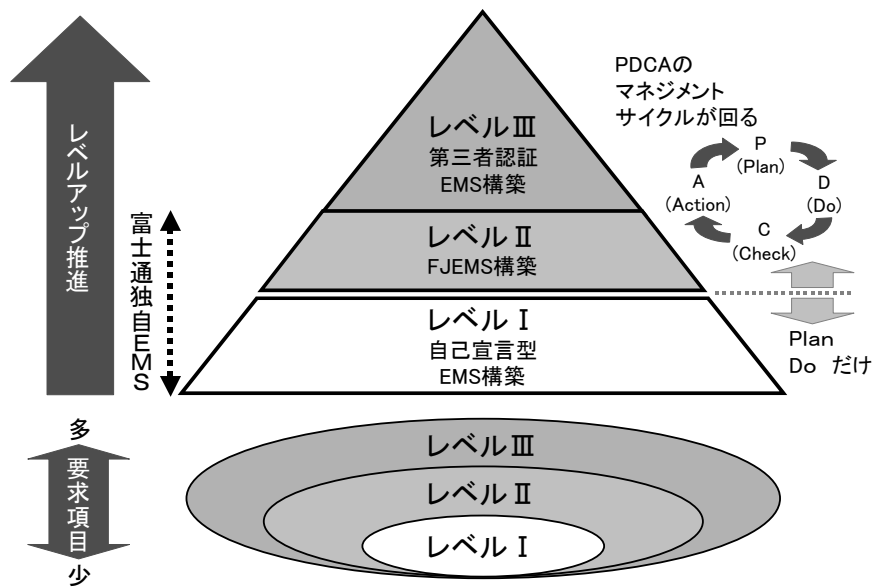 レベルアップ推進
富士通独自EMS
レベルⅢ
第三者認証
EMS構築
レベルⅡ
FJEMS構築
レベルⅠ
自己宣言型
EMS構築
PDCAの
マネジメント
サイクルが回る
P
(Plan)
D
(Do)
C
(Check)
A
(Action)
Plan
Do だけ
多
要求項目
少
レベルⅢ
レベルⅡ
レベルⅠ